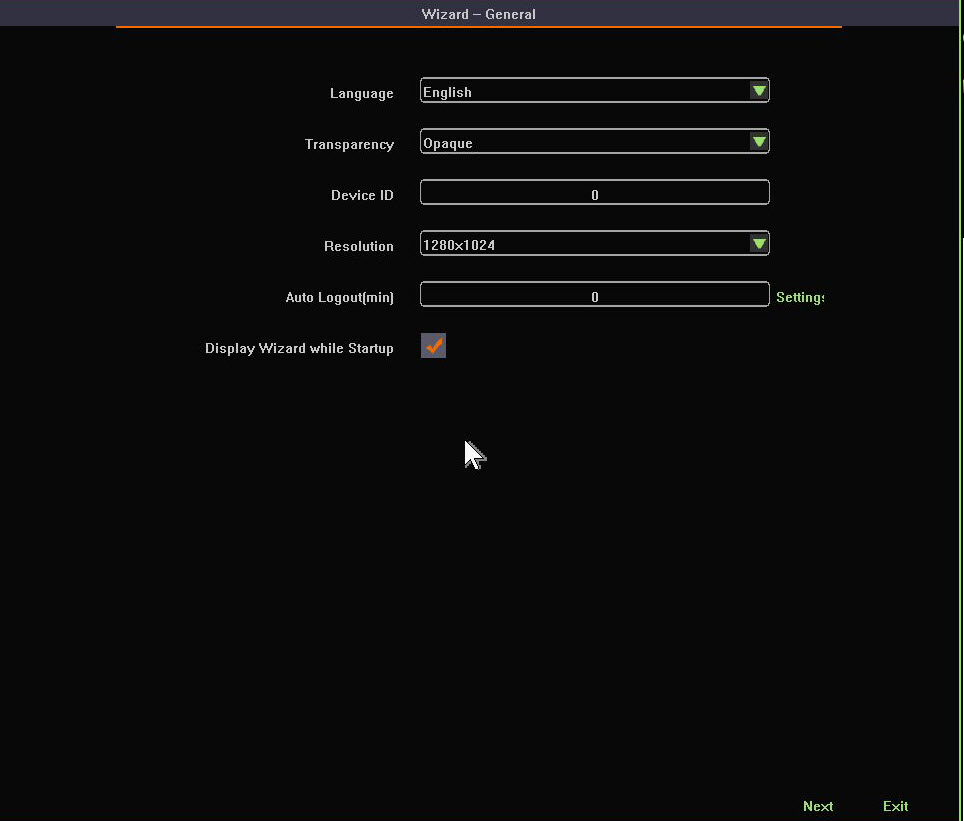 Wizard – General
Language English
Transparency Opaque
Device ID 0
Resolution 1280x1024
Auto Logout(min) 0 Settings
Display Wizard while Startup
Next Exit